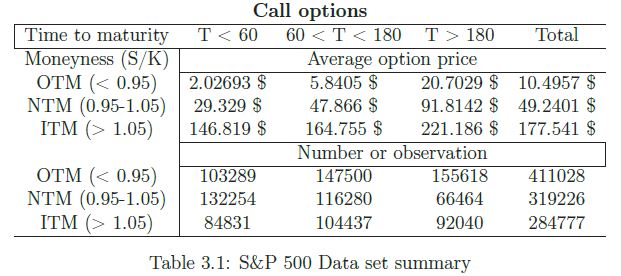 Call options
Time to maturity T < 60 60 < T < 180 T > 180 Total
Moneyness (S/K) Average option price
OTM (< 0.95) 2.02693 $ 5.8405 $ 20.7029 $ 10.4957 $
NTM (0.95-1.05) 29.329 $ 47.866 $ 91.8142 $ 49.2401 $
ITM (> 1.05) 146.819 $ 164.755 $ 221.186 $ 177.541 $
Number or observation
OTM (< 0.95) 103289 147500 155618 411028
NTM (0.95-1.05) 132254 116280 66464 319226
ITM (> 1.05) 84831 104437 92040 284777
Table 3.1: S&P 500 Data set summary